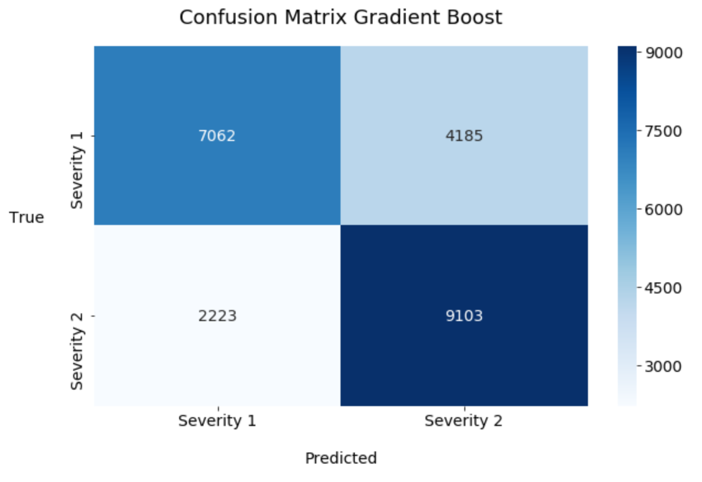 Confusion Matrix Gradient Boost
True
Severity 1
7062
4185
Severity 2
2223
9103
Severity 1
Severity 2
Predicted
9000
7500
6000
4500
3000